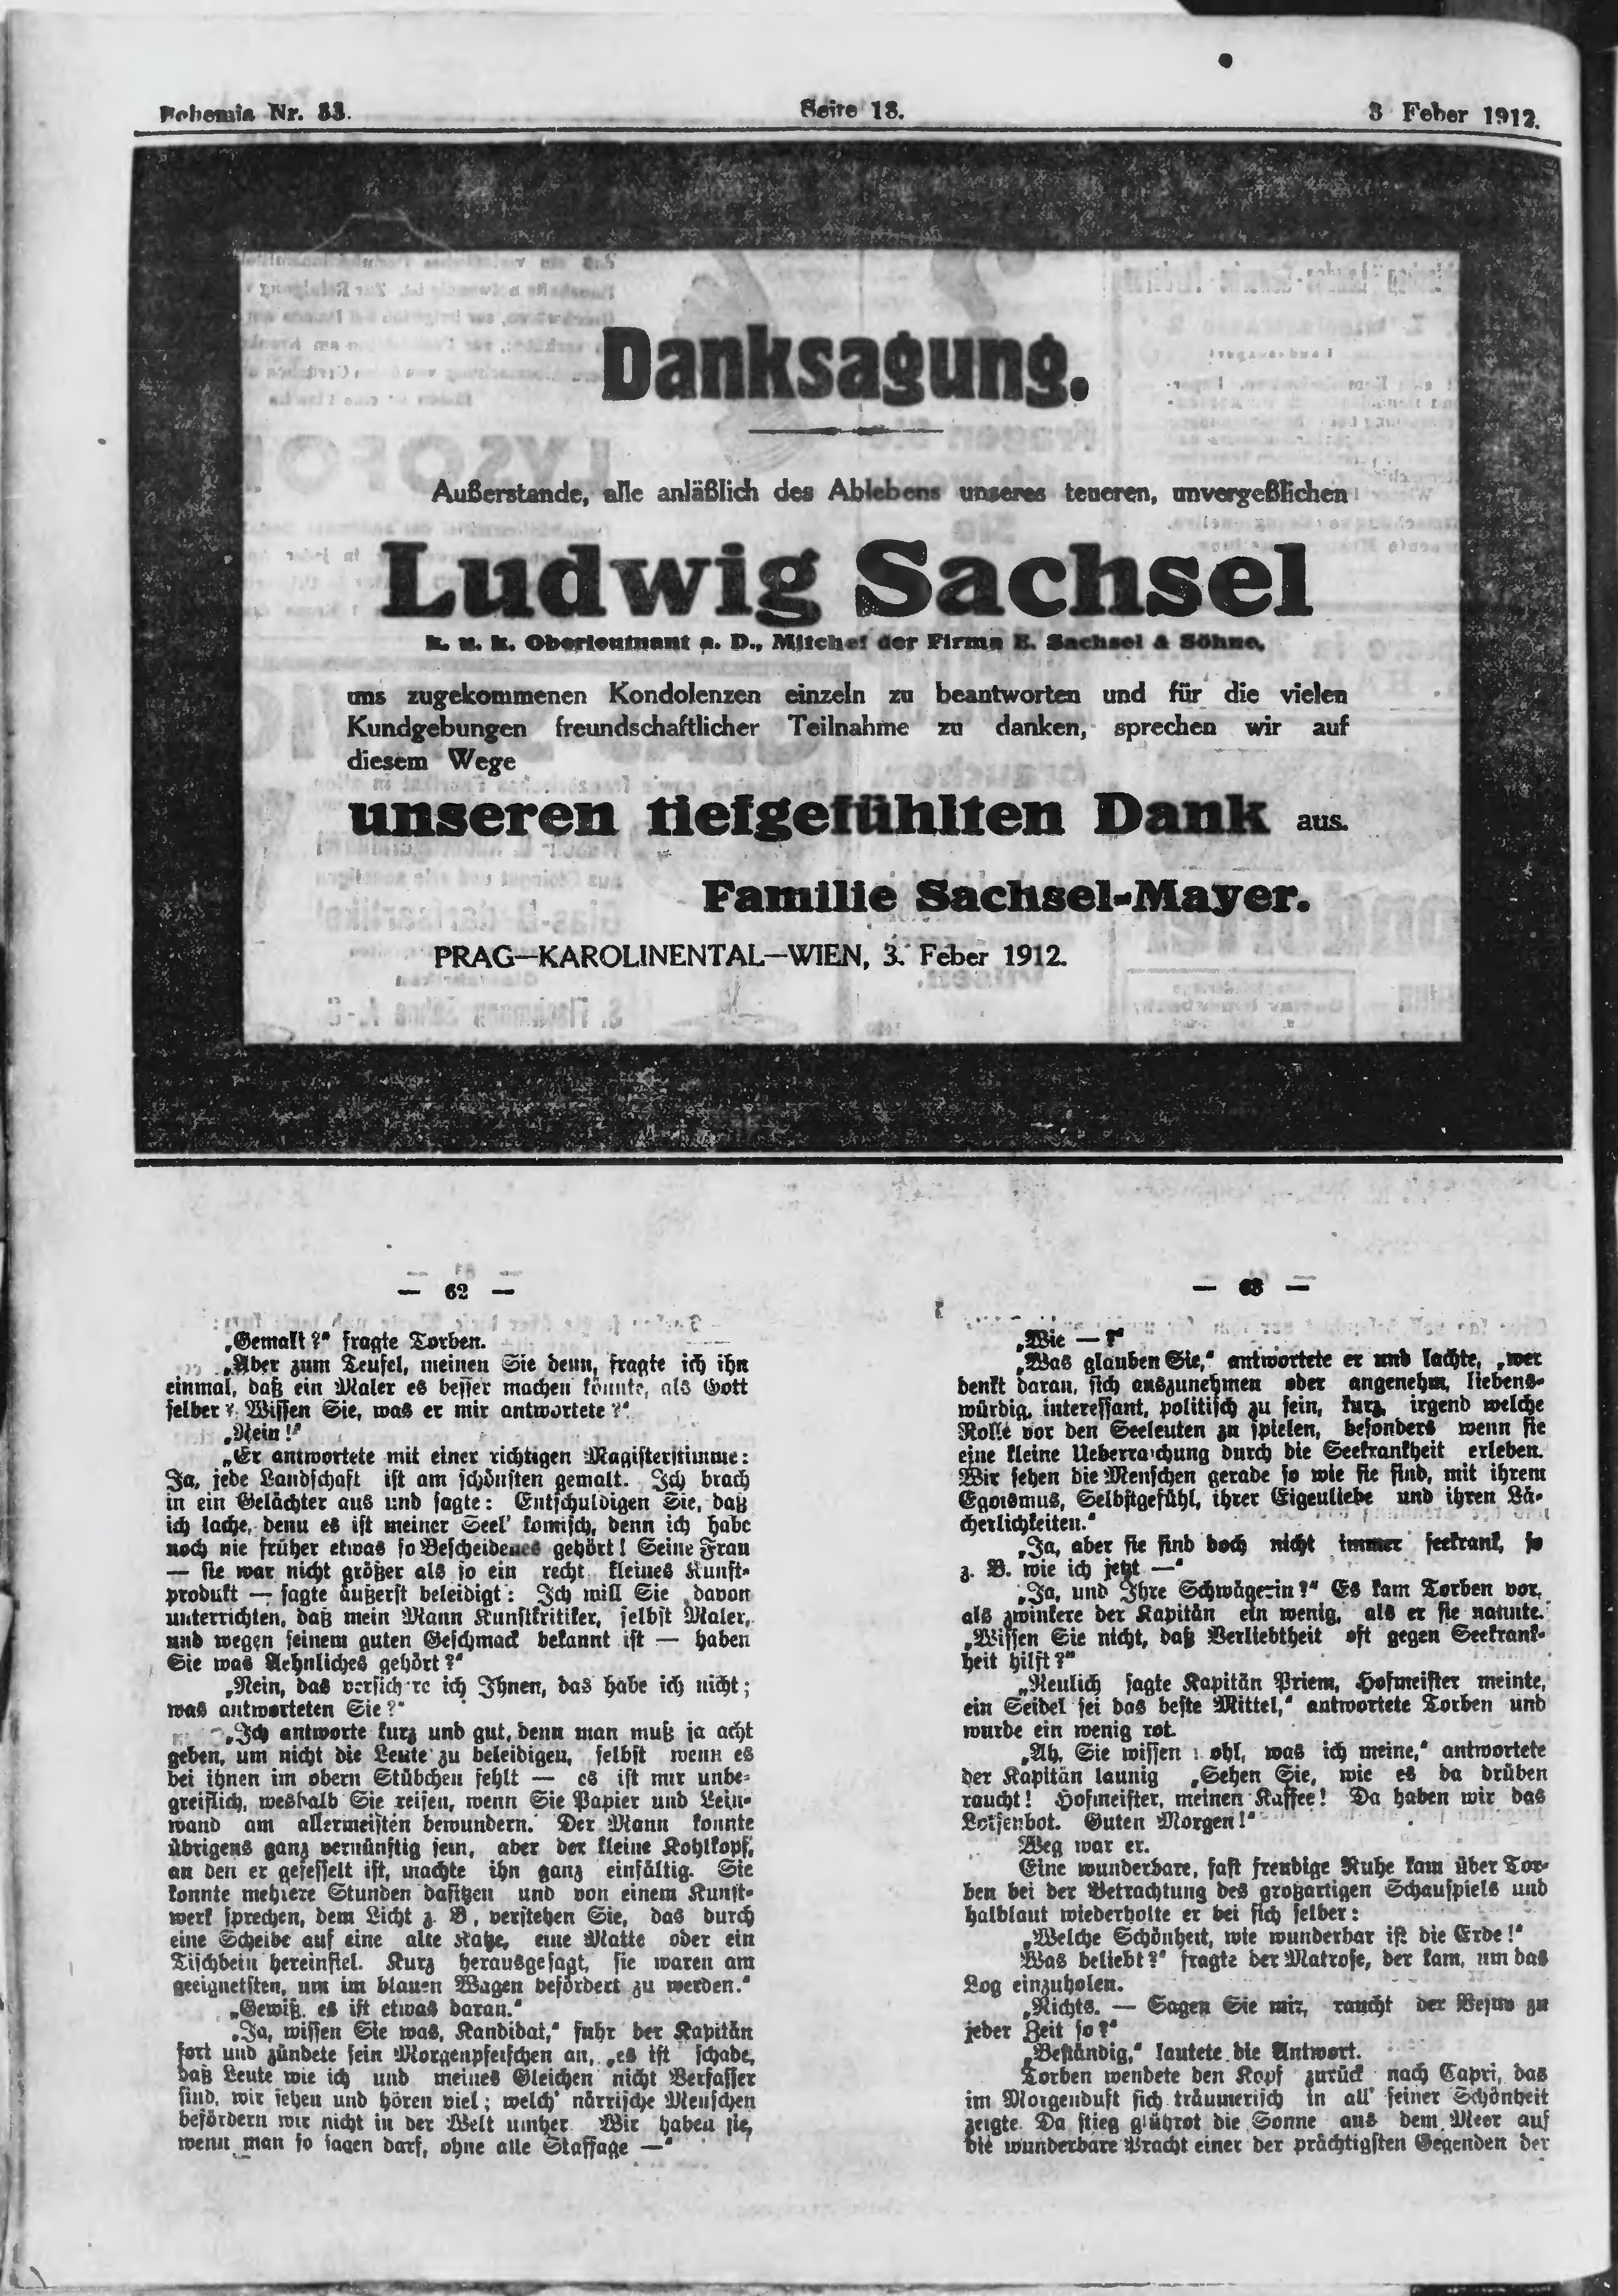 Bohemia Nr. 33.
Seite 18.
3 Feber 1912.
Danksagung.
Außerstande, alle anläßlich des Ablebens unseres teueren, unvergeßlichen
Ludwig Sachsel
k. u. k. Oberleutnant a. D., Mitchef der Firma E. Sachsel & Söhne,
uns zugekommenen Kondolenzen einzeln zu beantworten und für die vielen
Kundgebungen freundschaftlicher Teilnahme zu danken, sprechen wir auf
diesem Wege
unseren tiefgefühlten Dank aus.
Familie Sachsel-Mayer.
PRAG—KAROLINENTAL—WIEN, 3. Feber 1912.
— 62 —
„Gemalt?“ fragte Torben.
„Aber zum Teufel, meinen Sie denn, fragte ich ihn
einmal, daß ein Maler es besser machen könnte, als Gott
selber? Wissen Sie, was er mir antwortete?“
„Nein!“
„Er antwortete mit einer richtigen Magisterstimme:
Ja, jede Landschaft ist am schönsten gemalt. Ich brach
in ein Gelächter aus und sagte: Entschuldigen Sie, daß
ich lache, denn es ist meiner Seel' komisch, denn ich habe
noch nie früher etwas so Bescheidenes gehört! Seine Frau
— sie war nicht größer als so ein recht kleines Kunst-
produkt — sagte äußerst beleidigt: Ich will Sie davon
unterrichten, daß mein Mann Kunstkritiker, selbst Maler,
und wegen seinem guten Geschmack bekannt ist — haben
Sie was Aehnliches gehört?“
„Nein, das versich're ich Ihnen, das habe ich nicht;
was antworteten Sie?“
„Ich antworte kurz und gut, denn man muß ja acht
geben, um nicht die Leute zu beleidigen, selbst wenn es
bei ihnen im obern Stübchen fehlt — es ist mir unbe-
greiflich, weshalb Sie reisen, wenn Sie Papier und Lein-
wand am allermeisten bewundern. Der Mann konnte
übrigens ganz vernünftig sein, aber der kleine Kohlkopf,
an den er gefesselt ist, machte ihn ganz einfältig. Sie
konnte mehrere Stunden dasitzen und von einem Kunst-
werk sprechen, dem Licht z. B, verstehen Sie, das durch
eine Scheibe auf eine alte Katze, eine Matte oder ein
Tischbein hereinfiel. Kurz herausgesagt, sie waren am
geeignetsten, um im blauen Wagen befördert zu werden.“
„Gewiß, es ist etwas daran.“
„Ja, wissen Sie was, Kandidat,“ fuhr der Kapitän
fort und zündete sein Morgenpfeifchen an, „es ist schade,
daß Leute wie ich und meines Gleichen nicht Verfasser
sind, wir sehen und hören viel; welch' närrische Menschen
befördern wir nicht in der Welt umher. Wir haben sie,
wenn man so sagen darf, ohne alle Staffage —“
— 63 —
„Wie — ?“
„Was glauben Sie,“ antwortete er und lachte, „wer
denkt daran, sich auszunehmen oder angenehm, liebens-
würdig, interessant, politisch zu sein, kurz, irgend welche
Rolle vor den Seeleuten zu spielen, besonders wenn sie
eine kleine Ueberraschung durch die Seekrankheit erleben.
Wir sehen die Menschen gerade so wie sie sind, mit ihrem
Egoismus, Selbstgefühl, ihrer Eigenliebe und ihren Lä-
cherlichkeiten.“
„Ja, aber sie sind doch nicht immer seekrank, so
z. B. wie ich jetzt —“
„Ja, und Ihre Schwägerin?“ Es kam Torben vor,
als zwinkere der Kapitän ein wenig, als er sie nannte.
„Wissen Sie nicht, daß Verliebtheit oft gegen Seekrank-
heit hilft?“
„Neulich sagte Kapitän Priem, Hofmeister meinte,
ein Seidel sei das beste Mittel,“ antwortete Torben und
wurde ein wenig rot.
„Ah, Sie wissen wohl, was ich meine,“ antwortete
der Kapitän launig „Sehen Sie, wie es da drüben
raucht! Hofmeister, meinen Kaffee! Da haben wir das
Lotsenbot. Guten Morgen!“
Weg war er.
Eine wunderbare, fast freudige Ruhe kam über Tor-
ben bei der Betrachtung des großartigen Schauspiels und
halblaut wiederholte er bei sich selber:
„Welche Schönheit, wie wunderbar ist die Erde!“
„Was beliebt?“ fragte der Matrose, der kam, um das
Log einzuholen.
„Nichts. — Sagen Sie mir, raucht der Vesuv zu
jeder Zeit so?“
„Beständig,“ lautete die Antwort.
Torben wendete den Kopf zurück nach Capri, das
im Morgenduft sich träumerisch in all' seiner Schönheit
zeigte. Da stieg glührot die Sonne aus dem Meer auf
die wunderbare Pracht einer der prächtigsten Gegenden der